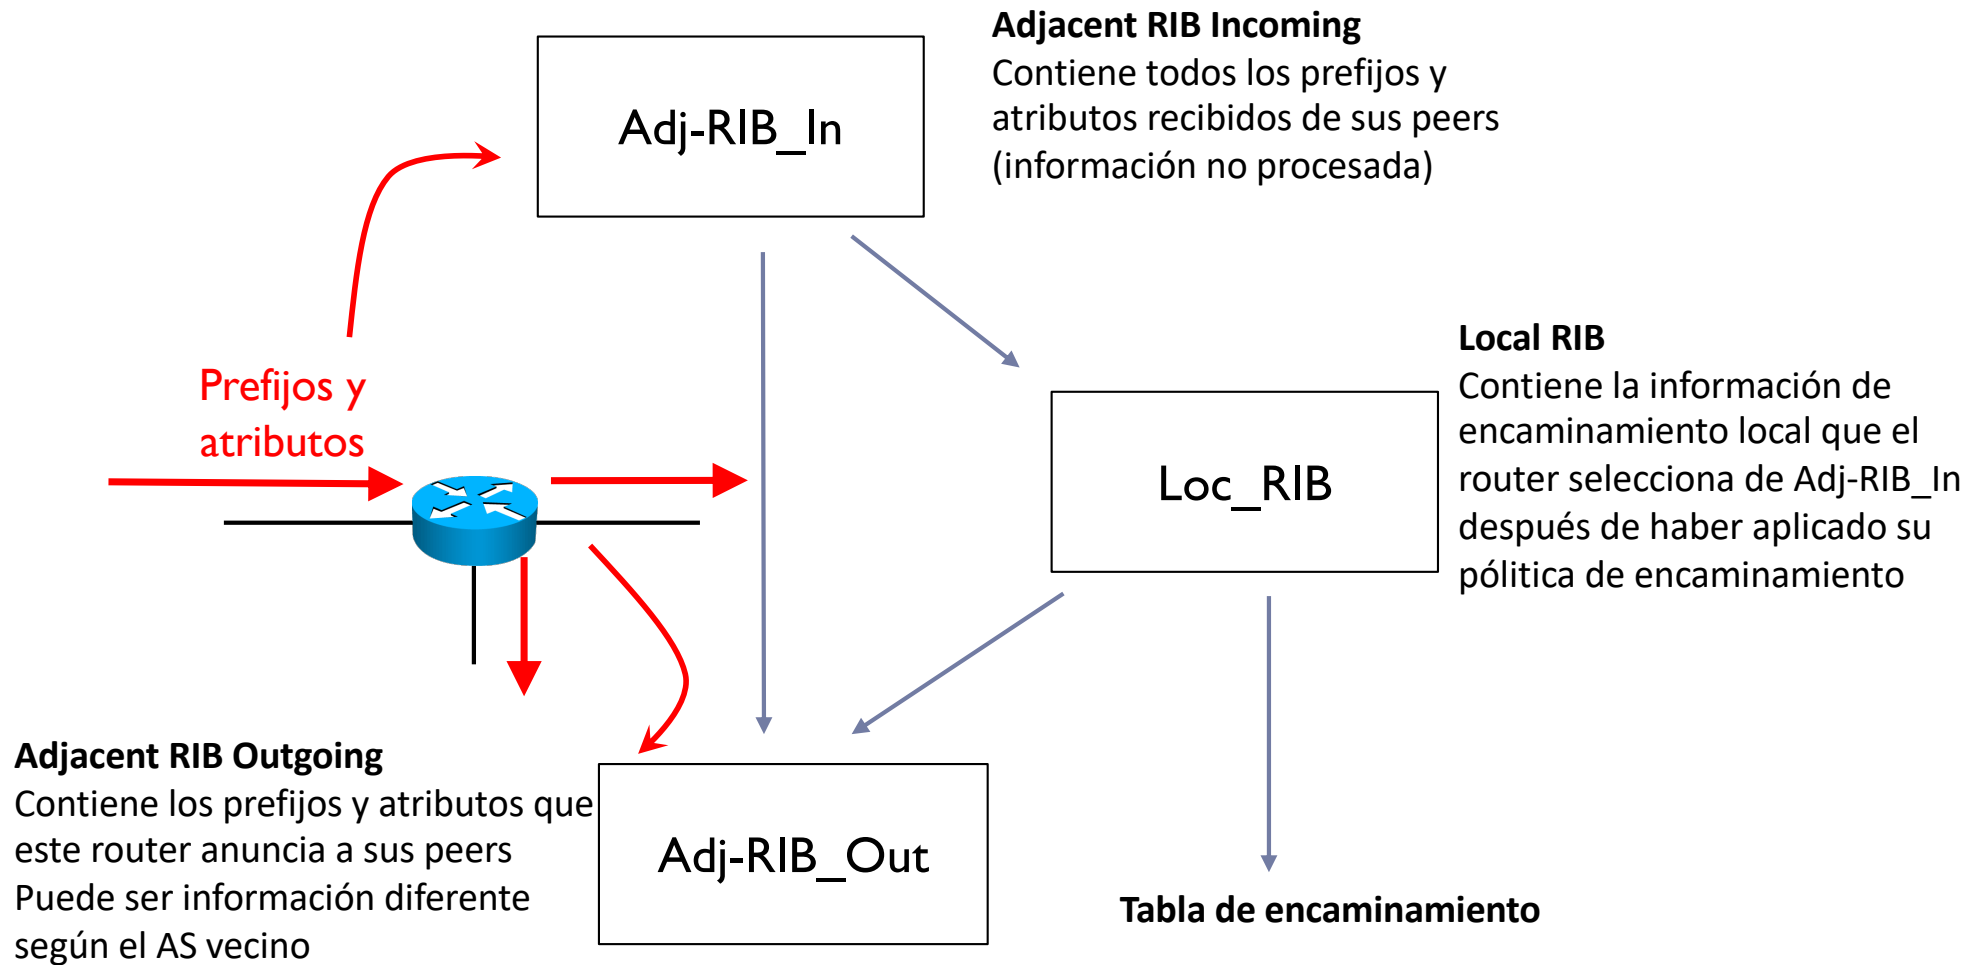 Adjacent RIB Incoming
Contiene todos los prefijos y
atributos recibidos de sus peers
(información no procesada)
Adj-RIB_In
Prefijos y
atributos
Local RIB
Contiene la información de
encaminamiento local que el
router selecciona de Adj-RIB_In
después de haber aplicado su
pólitica de encaminamiento
Loc_RIB
Adjacent RIB Outgoing
Contiene los prefijos y atributos que
este router anuncia a sus peers
Puede ser información diferente
según el AS vecino
Adj-RIB_Out
Tabla de encaminamiento